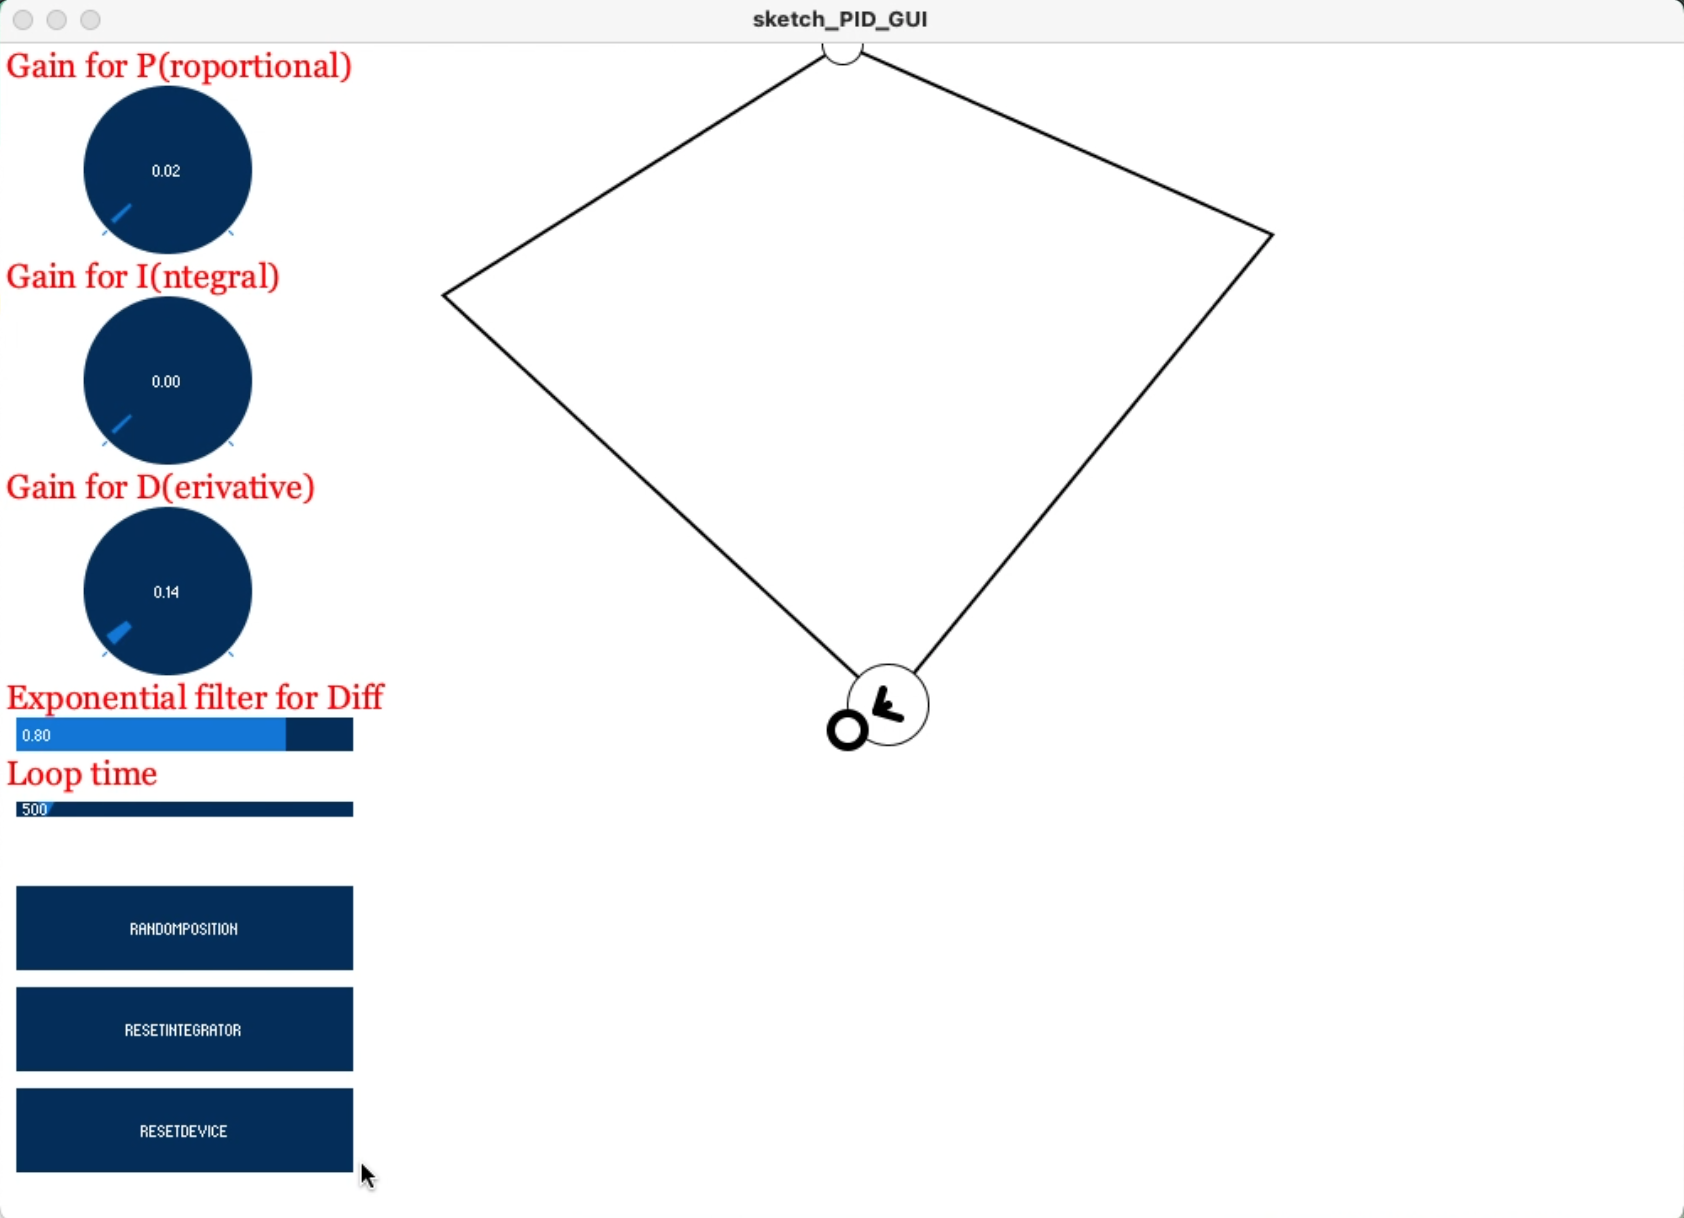 sketch_PID_GUI
Gain for P(roportional)
0.02
Gain for I(ntegral)
0.00
Gain for D(erivative)
0.14
Exponential filter for Diff
0.80
Loop time
500
RANDOMPOSITION
RESETINTEGRATOR
RESETDEVICE